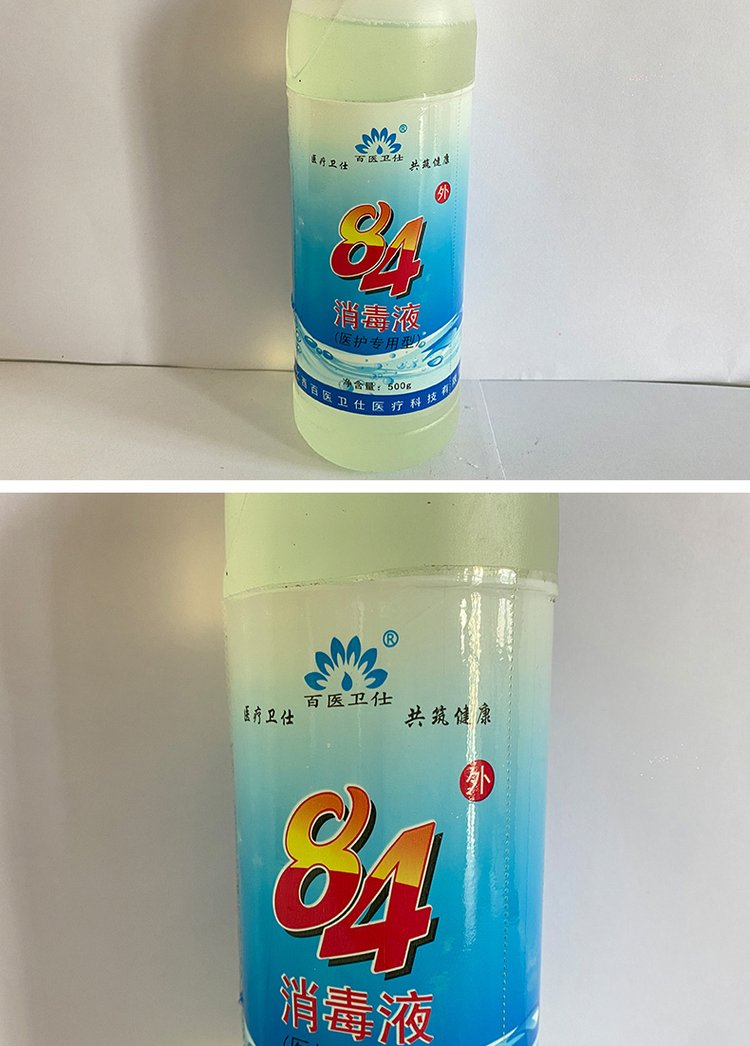 ®
百医卫仕
医疗卫仕 共筑健康
外
84
消毒液
(医护专用型)
净含量：500g
西百医卫仕医疗科技有限
®
百医卫仕
医疗卫仕 共筑健康
外
84
消毒液